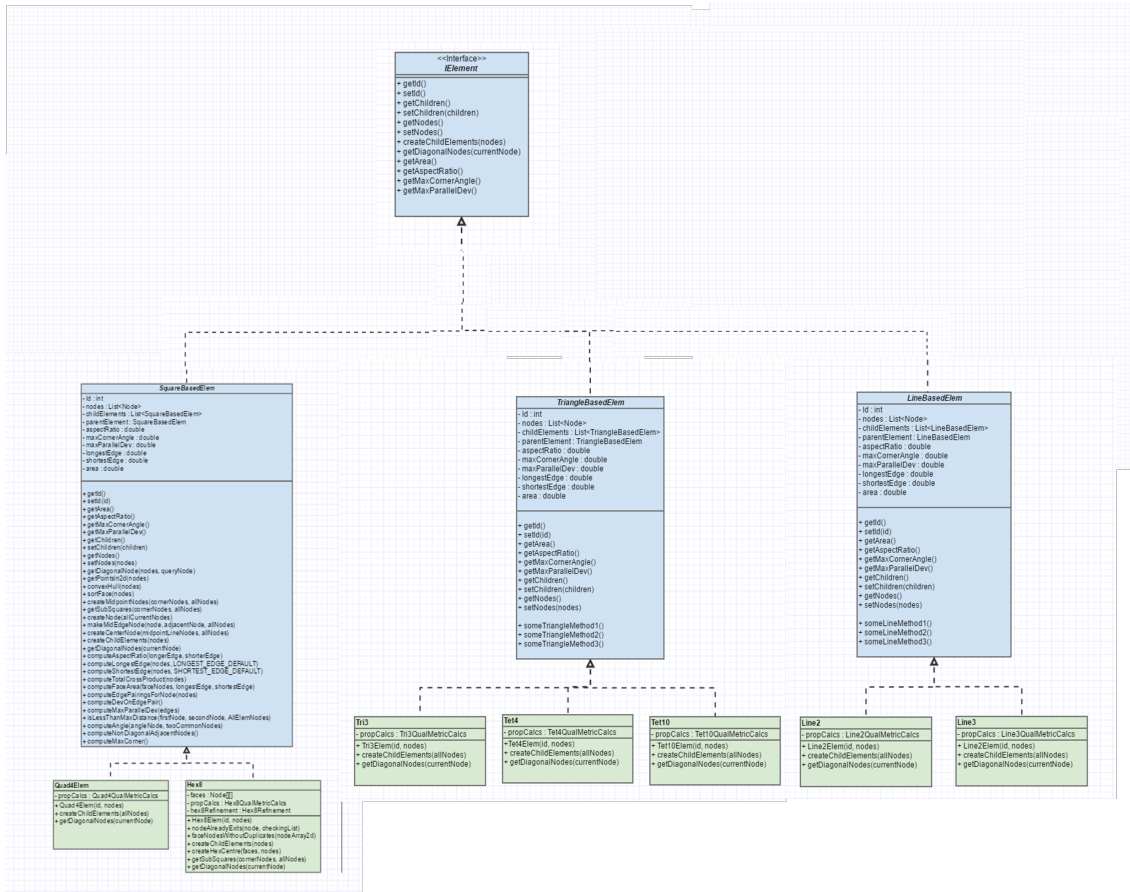 <<Interface>>
IElement
+ getId()
+ setId()
+ getChildren()
+ setChildren(children)
+ getNodes()
+ setNodes()
+ createChildElements(nodes)
+ getDiagonalNodes(currentNode)
+ getArea()
+ getAspectRatio()
+ getMaxCornerAngle()
+ getMaxParallelDev()
SquareBasedElem
- Id : int
- nodes : List<Node>
- childElements : List<SquareBasedElem>
- parentElement : SquareBasedElem
- aspectRatio : double
- maxCornerAngle : double
- maxParallelDev : double
- longestEdge : double
- shortestEdge : double
- area : double
+ getId()
+ setId(id)
+ getArea()
+ getAspectRatio()
+ getMaxCornerAngle()
+ getMaxParallelDev()
+ getChildren()
+ setChildren(children)
+ getNodes()
+ setNodes(nodes)
+ getDiagonalNode(nodes, queryNode)
+ getPointsIn2d(nodes)
+ convexHull(nodes)
+ sortFace(nodes)
+ createMidpointNodes(cornerNodes, allNodes)
+ getSubSquares(cornerNodes, allNodes)
+ createNode(allCurrentNodes)
+ makeMidEdgeNode(node, adjacentNode, allNodes)
+ createCenterNode(midpointLineNodes, allNodes)
+ createChildElements(nodes)
+ getDiagonalNodes(currentNode)
+ computeAspectRatio(longerEdge, shorterEdge)
+ computeLongestEdge(nodes, LONGEST_EDGE_DEFAULT)
+ computeShortestEdge(nodes, SHORTEST_EDGE_DEFAULT)
+ computeTotalCrossProduct(nodes)
+ computeFaceArea(faceNodes, longestEdge, shortestEdge)
+ computeEdgePairingsForNode(nodes)
+ computeDevOnEdgePair()
+ computeMaxParallelDev(edges)
+ isLessThanMaxDistance(firstNode, secondNode, AllElemNodes)
+ computeAngle(angleNode, twoCommonNodes)
+ computeNonDiagonalAdjacentNodes()
+ computeMaxCorner()
TriangleBasedElem
- Id : int
- nodes : List<Node>
- childElements : List<TriangleBasedElem>
- parentElement : TriangleBasedElem
- aspectRatio : double
- maxCornerAngle : double
- maxParallelDev : double
- longestEdge : double
- shortestEdge : double
- area : double
+ getId()
+ setId(id)
+ getArea()
+ getAspectRatio()
+ getMaxCornerAngle()
+ getMaxParallelDev()
+ getChildren()
+ setChildren(children)
+ getNodes()
+ setNodes(nodes)
+ someTriangleMethod1()
+ someTriangleMethod2()
+ someTriangleMethod3()
LineBasedElem
- Id : int
- nodes : List<Node>
- childElements : List<LineBasedElem>
- parentElement : LineBasedElem
- aspectRatio : double
- maxCornerAngle : double
- maxParallelDev : double
- longestEdge : double
- shortestEdge : double
- area : double
+ getId()
+ setId(id)
+ getArea()
+ getAspectRatio()
+ getMaxCornerAngle()
+ getMaxParallelDev()
+ getChildren()
+ setChildren(children)
+ getNodes()
+ setNodes(nodes)
+ someLineMethod1()
+ someLineMethod2()
+ someLineMethod3()
Tri3
- propCalcs : Tri3QualMetricCalcs
+ Tri3Elem(id, nodes)
+ createChildElements(allNodes)
+ getDiagonalNodes(currentNode)
Tet4
- propCalcs : Tet4QualMetricCalcs
+Tet4Elem(id, nodes)
+ createChildElements(allNodes)
+ getDiagonalNodes(currentNode)
Tet10
- propCalcs : Tet10QualMetricCalcs
+ Tet10Elem(id, nodes)
+ createChildElements(allNodes)
+ getDiagonalNodes(currentNode)
Line2
- propCalcs : Line2QualMetricCalcs
+ Line2Elem(id, nodes)
+ createChildElements(allNodes)
+ getDiagonalNodes(currentNode)
Line3
- propCalcs : Line3QualMetricCalcs
+ Line2Elem(id, nodes)
+ createChildElements(allNodes)
+ getDiagonalNodes(currentNode)
Quad4Elem
- propCalcs : Quad4QualMetricCalcs
+ Quad4Elem(id, nodes)
+ createChildElements(allNodes)
+ getDiagonalNodes(currentNode)
Hex8
- faces : Node[][]
- propCalcs : Hex8QualMetricCalcs
- hex8Refinement : Hex8Refinement
+ Hex8Elem(id, nodes)
+ nodeAlreadyExits(node, checkingList)
+ faceNodesWithoutDuplicates(nodeArray2d)
+ createChildElements(nodes)
+ createHexCentre(faces, nodes)
+ getSubSquares(cornerNodes, allNodes)
+ getDiagonalNodes(currentNode)